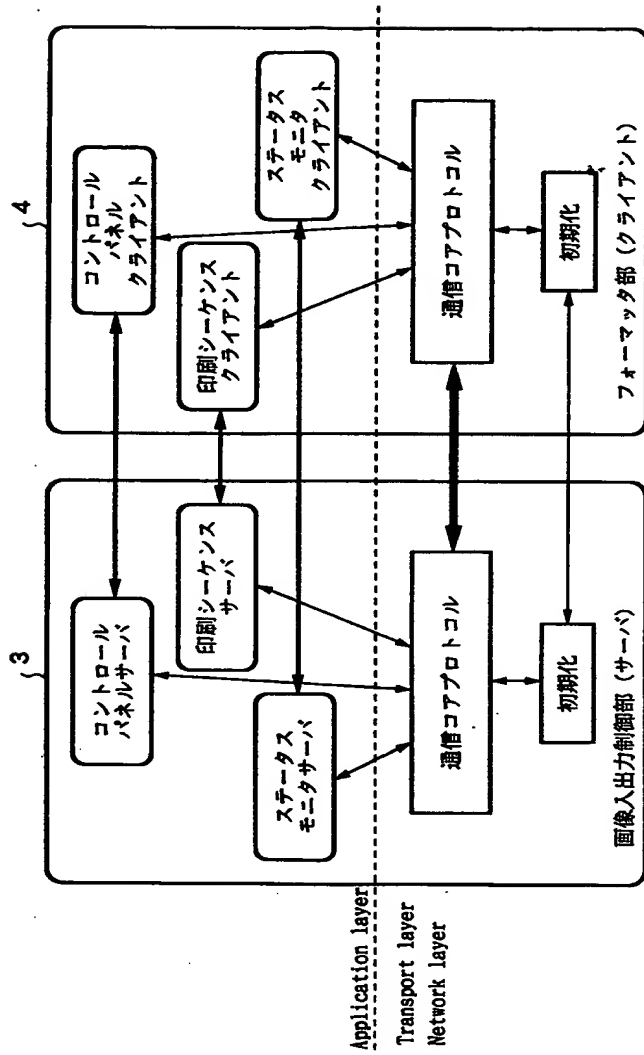 3
4
コントロール
パネルサーバ
コントロール
パネル
クライアント
印刷シーケンス
サーバ
印刷シーケンス
クライアント
ステータス
モニタサーバ
ステータス
モニタ
クライアント
Application layer
Transport layer
Network layer
通信コアプロトコル
通信コアプロトコル
初期化
初期化
画像入出力制御部 (サーバ)
フォーマッタ部 (クライアント)